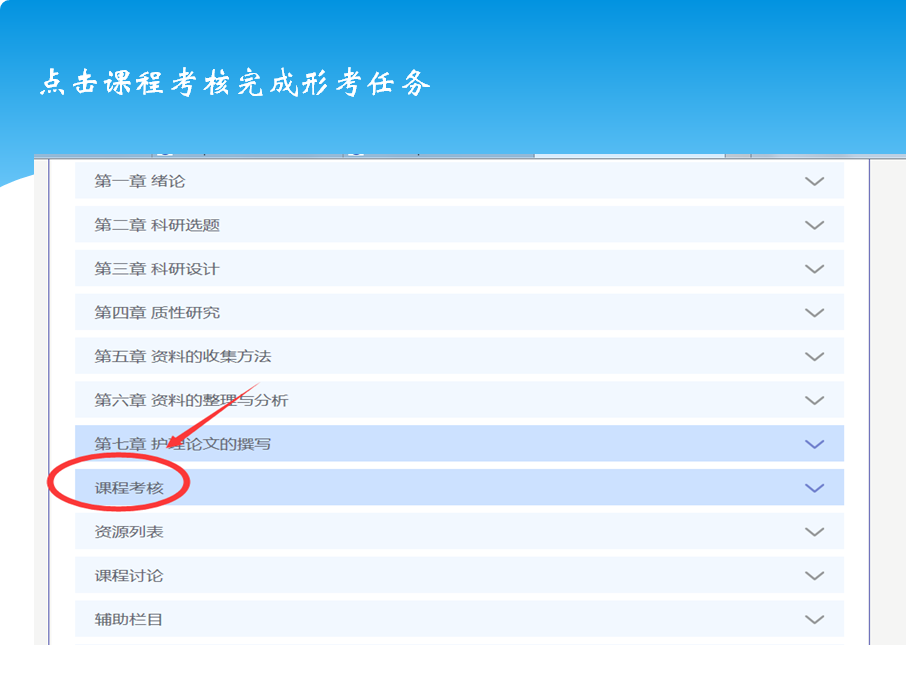 点击课程考核完成形考任务
第一章 绪论
第二章 科研选题
第三章 科研设计
第四章 质性研究
第五章 资料的收集方法
第六章 资料的整理与分析
第七章 护理论文的撰写
课程考核
资源列表
课程讨论
辅助栏目